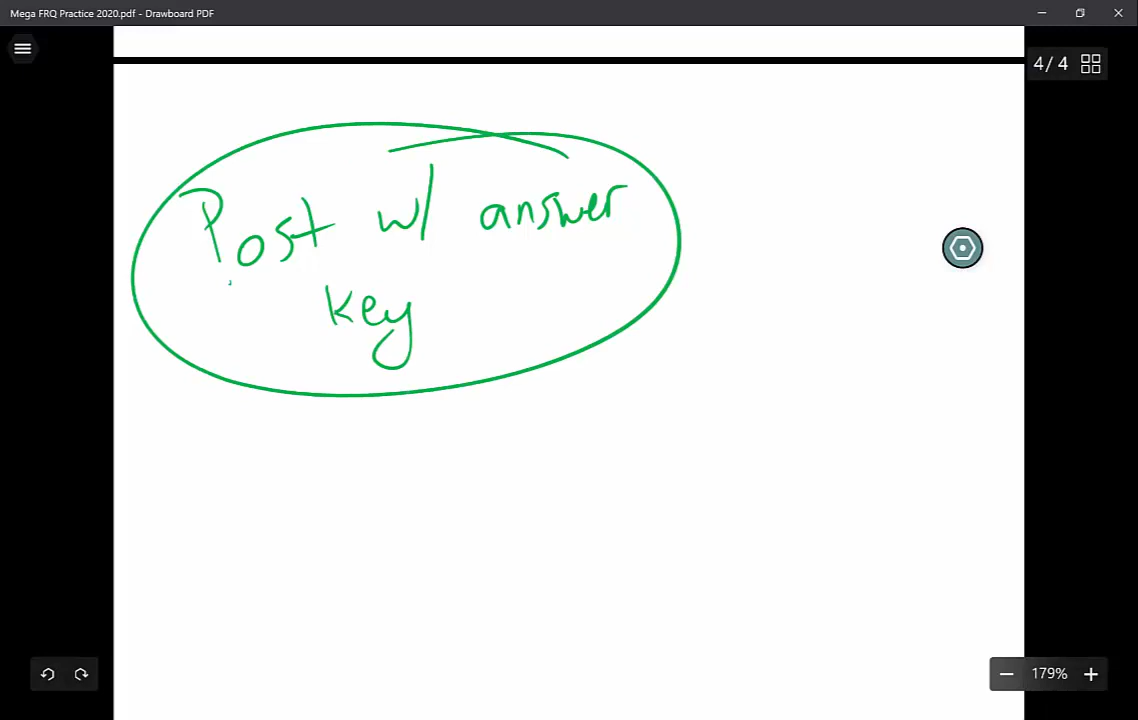 Mega FRQ Practice 2020.pdf - Drawboard PDF
4/4
Post w/ answer
key
179%